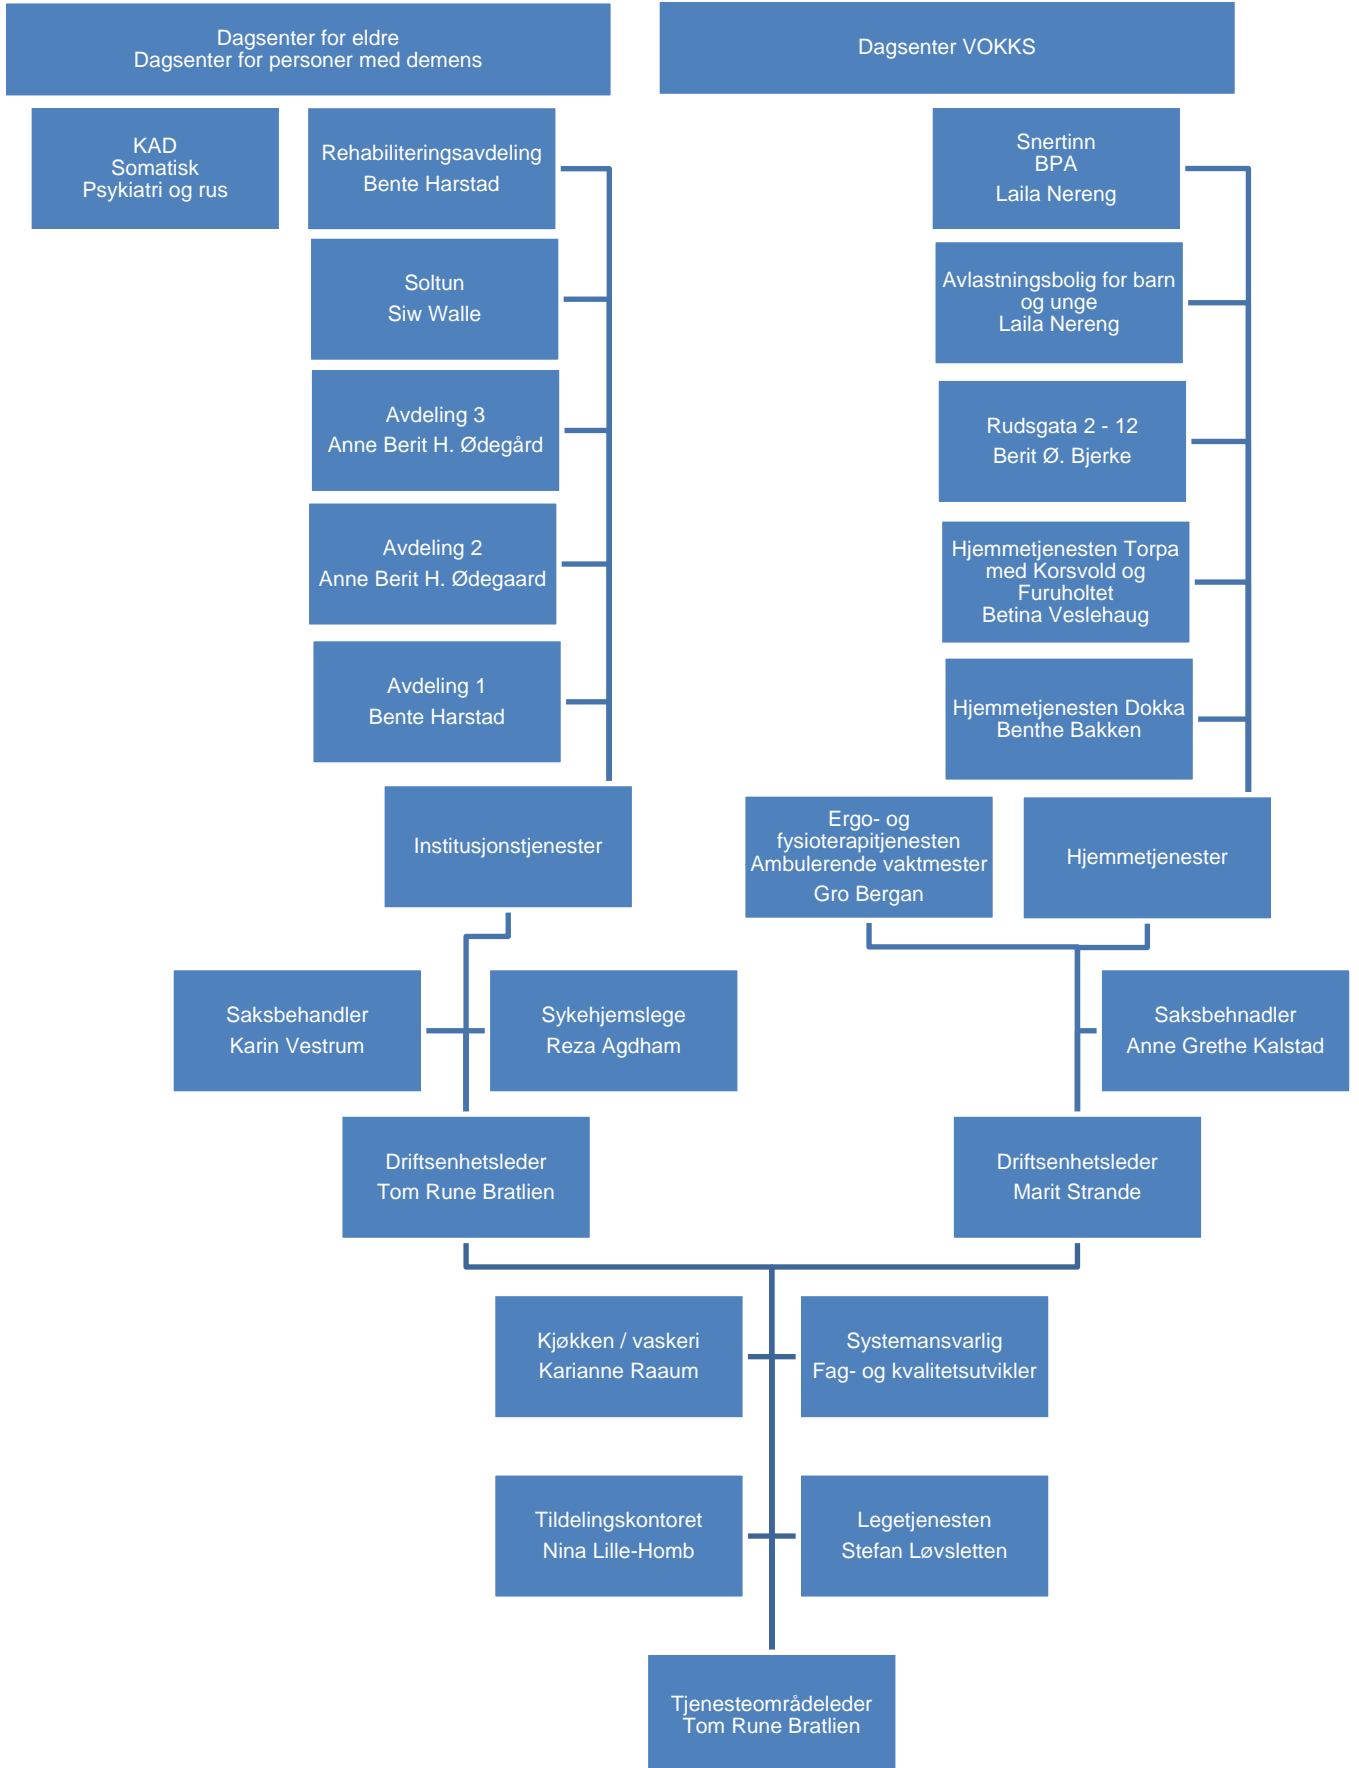 Dagsenter for eldre
Dagsenter for personer med demens
Dagsenter VOKKS
KAD
Somatisk
Psykiatri og rus
Rehabiliteringsavdeling
Bente Harstad
Snertinn
BPA
Laila Nereng
Soltun
Siw Walle
Avlastningsbolig for barn
og unge
Laila Nereng
Avdeling 3
Anne Berit H. Ødegård
Rudsgata 2 - 12
Berit Ø. Bjerke
Avdeling 2
Anne Berit H. Ødegaard
Hjemmetjenesten Torpa
med Korsvold og
Furuholtet
Betina Veslehaug
Avdeling 1
Bente Harstad
Hjemmetjenesten Dokka
Benthe Bakken
Institusjonstjenester
Ergo- og
fysioterapitjenesten
Ambulerende vaktmester
Gro Bergan
Hjemmetjenester
Saksbehandler
Karin Vestrum
Sykehjemslege
Reza Agdham
Saksbehnadler
Anne Grethe Kalstad
Driftsenhetsleder
Tom Rune Bratlien
Driftsenhetsleder
Marit Strande
Kjøkken / vaskeri
Karianne Raaum
Systemansvarlig
Fag- og kvalitetsutvikler
Tildelingskontoret
Nina Lille-Homb
Legetjenesten
Stefan Løvsletten
Tjenesteområdeleder
Tom Rune Bratlien